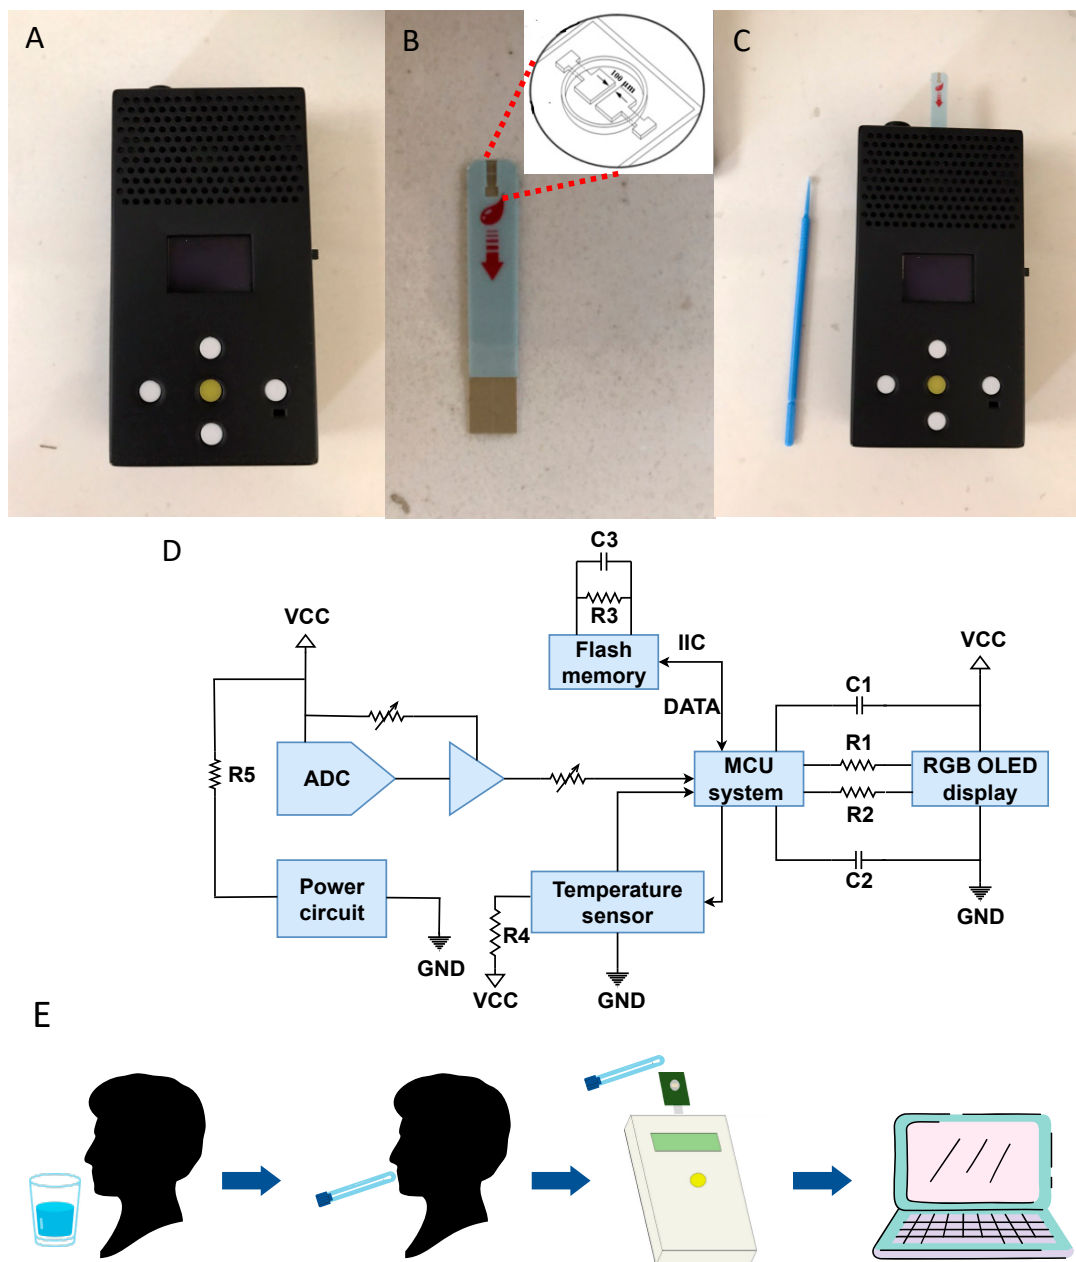 A
B
C
100 μm
D
C3
R3
VCC
Flash
memory
IIC
DATA
VCC
C1
R5
ADC
MCU
system
R1
R2
RGB OLED
display
C2
GND
Power
circuit
GND
Temperature
sensor
R4
VCC
GND
E